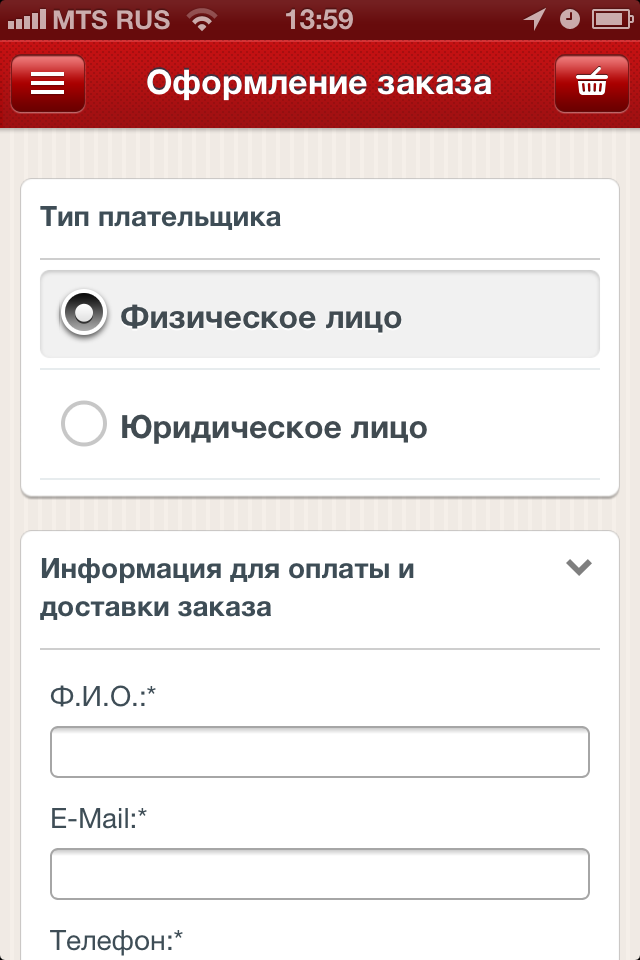 MTS RUS 13:59
Оформление заказа
Тип плательщика
Физическое лицо
Юридическое лицо
Информация для оплаты и
доставки заказа
Ф.И.О.:*
E-Mail:*
Телефон:*